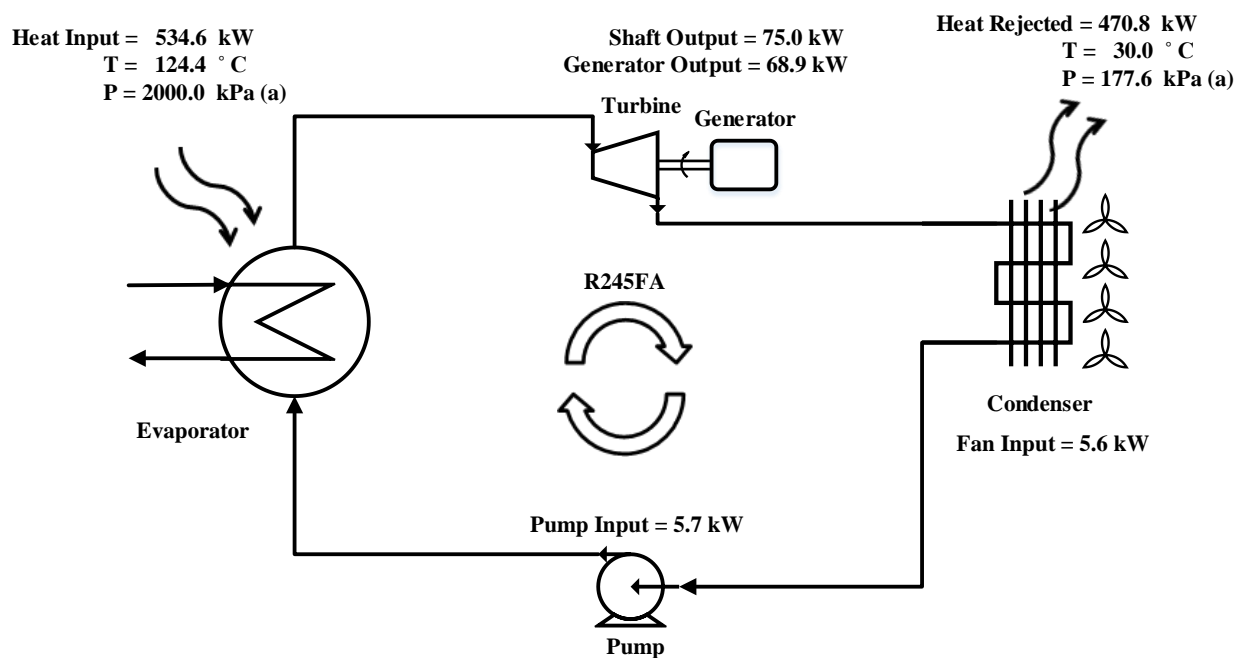 Heat Input = 534.6 kW
T = 124.4 °C
P = 2000.0 kPa (a)
Shaft Output = 75.0 kW
Generator Output = 68.9 kW
Heat Rejected = 470.8 kW
T = 30.0 °C
P = 177.6 kPa (a)
Turbine
Generator
R245FA
Evaporator
Condenser
Fan Input = 5.6 kW
Pump Input = 5.7 kW
Pump